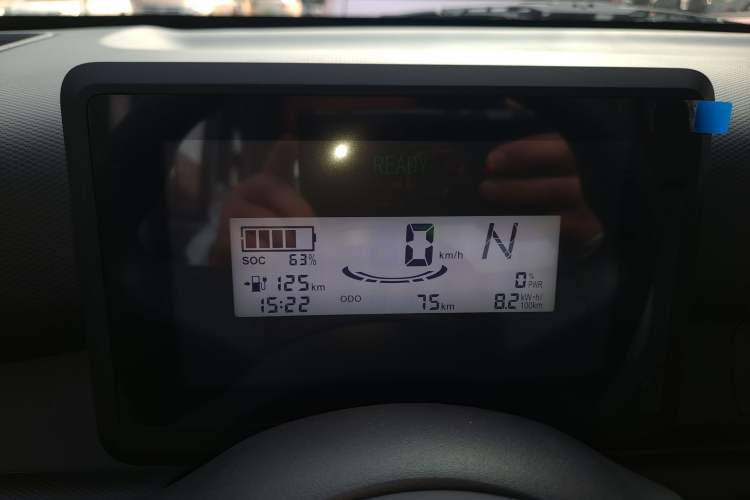 READY
0 km/h
N
SOC 63%
125 km
0 % PWR
15:22
ODO 75 km
8.2 kW·h/100km